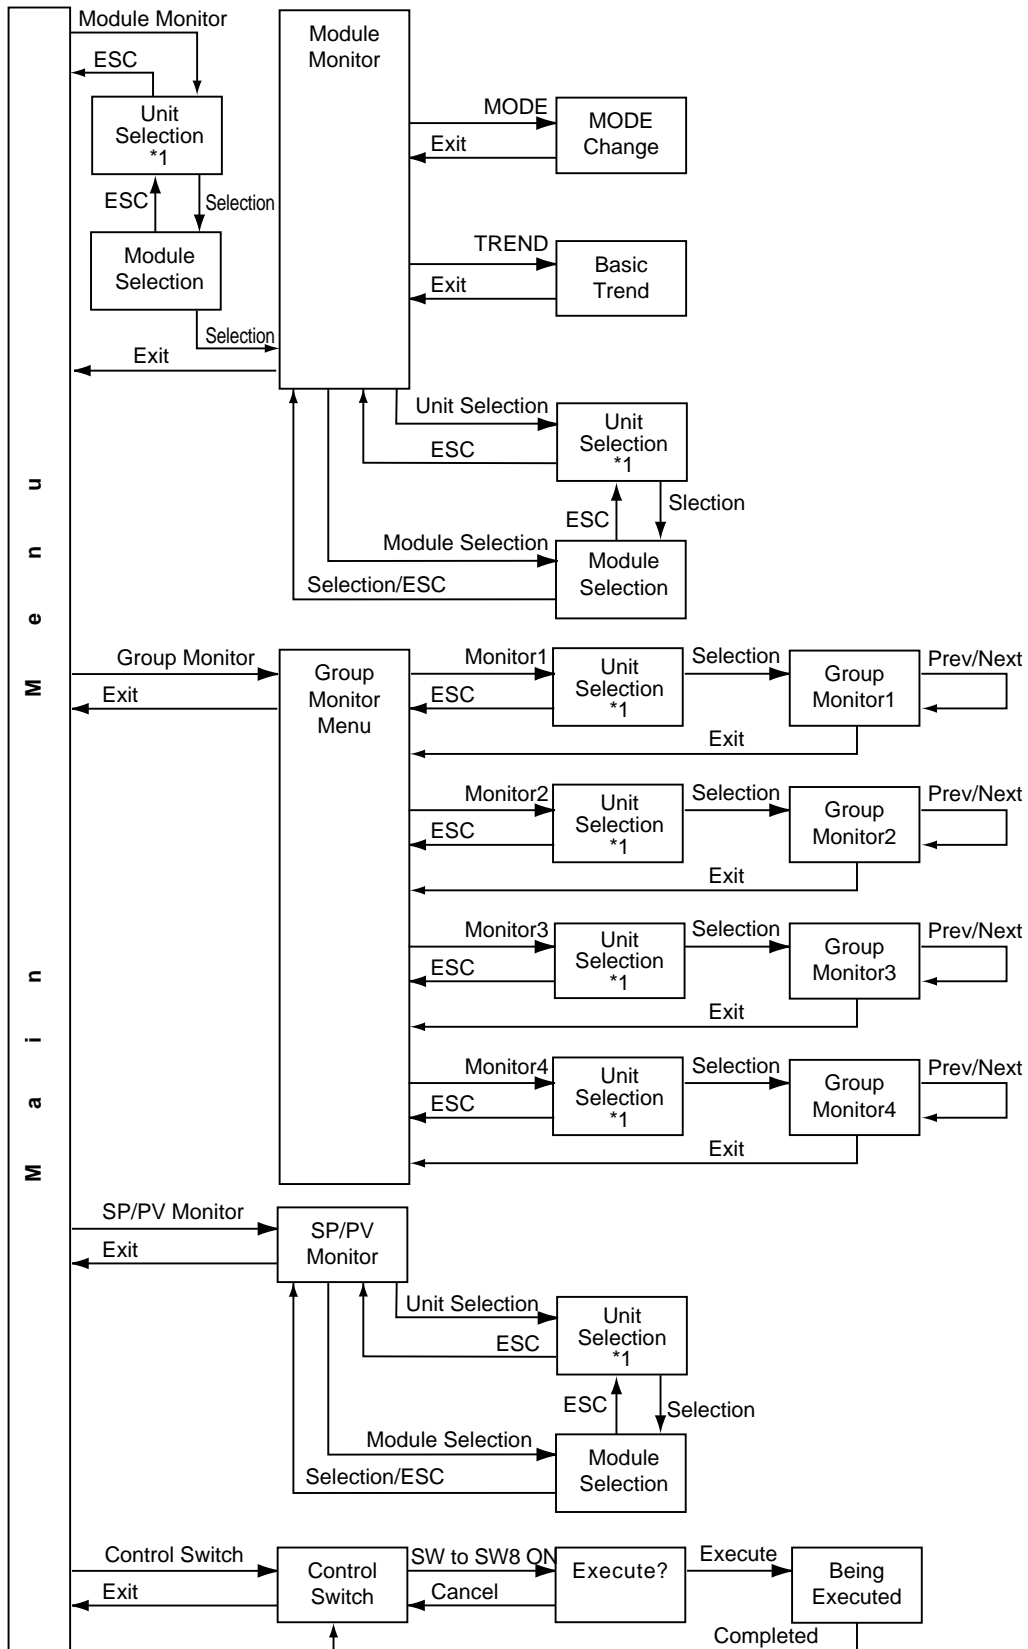 Main Menu
Module Monitor
ESC
Unit
Selection
*1
ESC
Selection
Module
Selection
Selection
Exit
Module
Monitor
MODE
Exit
MODE
Change
TREND
Exit
Basic
Trend
Unit Selection
ESC
Unit
Selection
*1
ESC
Slection
Module Selection
Selection/ESC
Module
Selection
Group Monitor
Exit
Group
Monitor
Menu
Monitor1
ESC
Unit
Selection
*1
Selection
Group
Monitor1
Prev/Next
Exit
Monitor2
ESC
Unit
Selection
*1
Selection
Group
Monitor2
Prev/Next
Exit
Monitor3
ESC
Unit
Selection
*1
Selection
Group
Monitor3
Prev/Next
Exit
Monitor4
ESC
Unit
Selection
*1
Selection
Group
Monitor4
Prev/Next
Exit
SP/PV Monitor
Exit
SP/PV
Monitor
Unit Selection
ESC
Unit
Selection
*1
ESC
Selection
Module Selection
Selection/ESC
Module
Selection
Control Switch
Exit
Control
Switch
SW to SW8 ON
Cancel
Execute?
Execute
Being
Executed
Completed